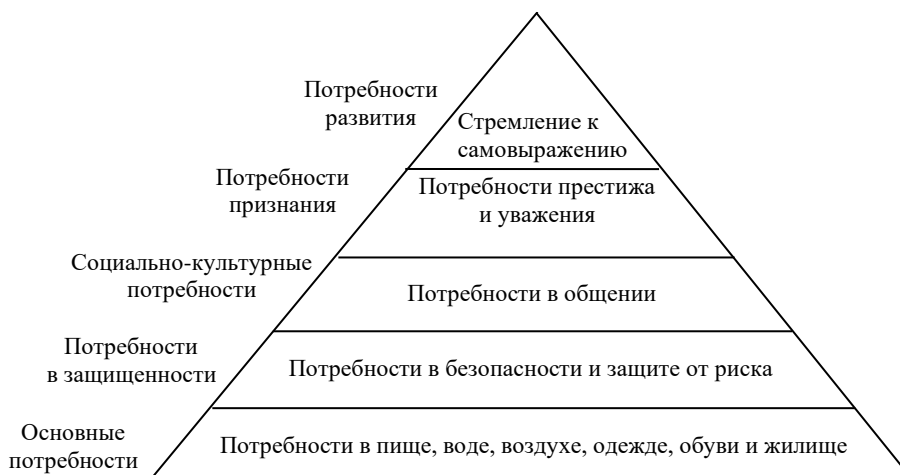 Потребности
развития
Стремление к
самовыражению
Потребности
признания
Потребности престижа
и уважения
Социально-культурные
потребности
Потребности в общении
Потребности
в защищенности
Потребности в безопасности и защите от риска
Основные
потребности
Потребности в пище, воде, воздухе, одежде, обуви и жилище